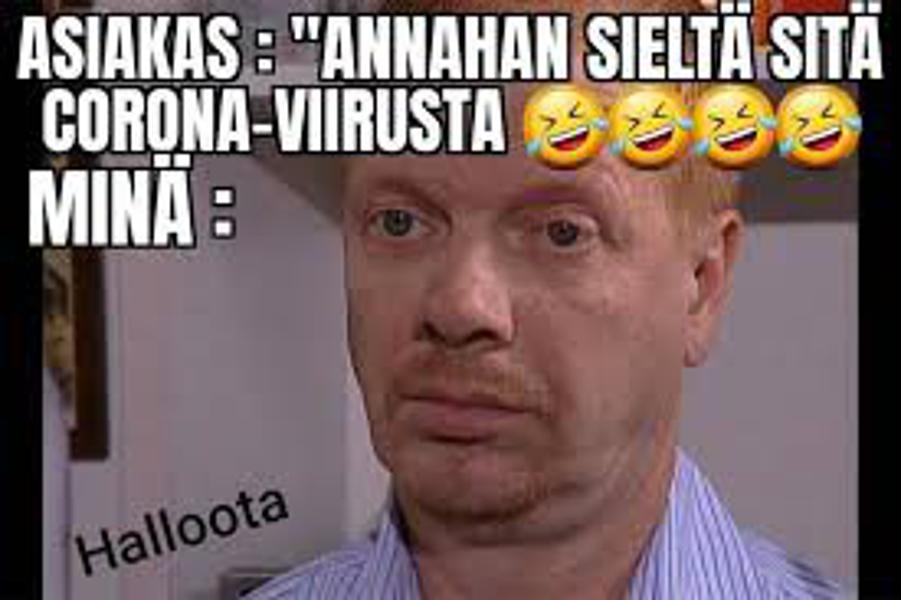 ASIAKAS : "ANNAHAN SIELTÄ SITÄ
CORONA-VIIRUSTA 🤣🤣🤣🤣
MINÄ :
Halloota